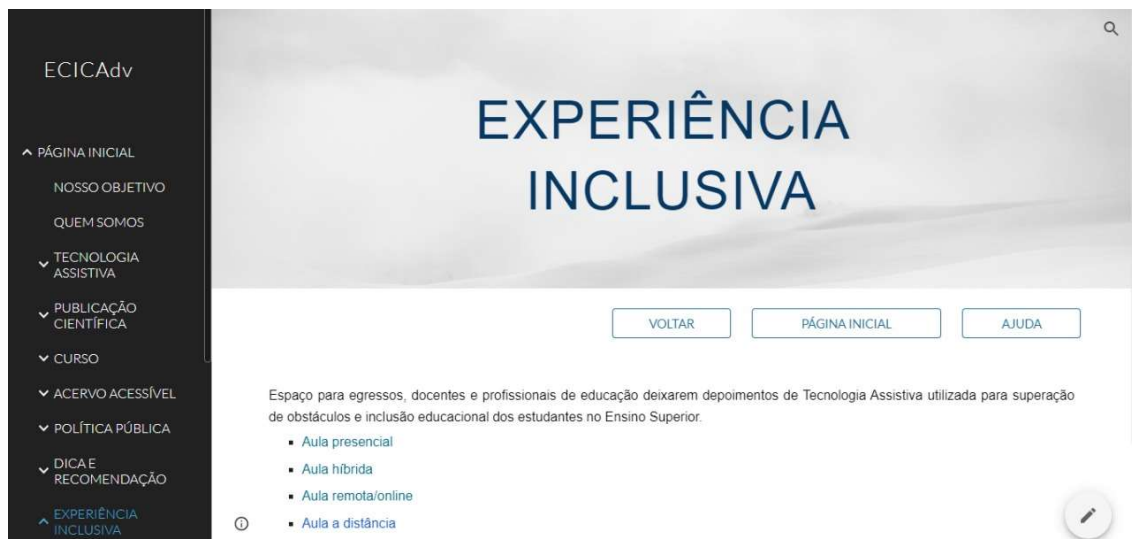 ECICAdv
PÁGINA INICIAL
NOSSO OBJETIVO
QUEM SOMOS
TECNOLOGIA
ASSISTIVA
PUBLICAÇÃO
CIENTÍFICA
CURSO
ACERVO ACESSÍVEL
POLÍTICA PÚBLICA
DICA E
RECOMENDAÇÃO
EXPERIÊNCIA
INCLUSIVA
EXPERIÊNCIA
INCLUSIVA
VOLTAR PÁGINA INICIAL AJUDA
Espaço para egressos, docentes e profissionais de educação deixarem depoimentos de Tecnologia Assistiva utilizada para superação
de obstáculos e inclusão educacional dos estudantes no Ensino Superior.
▪ Aula presencial
▪ Aula híbrida
▪ Aula remota/online
▪ Aula a distância